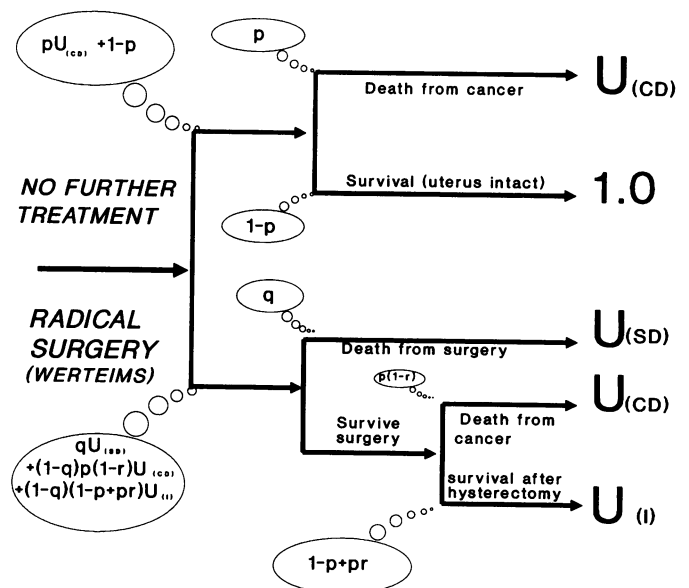 pU(CD) +1-p
p
Death from cancer
U(CD)
NO FURTHER
TREATMENT
Survival (uterus intact)
1.0
1-p
q
RADICAL
SURGERY
(WERTEIMS)
Death from surgery
U(SD)
p(1-r)
U(CD)
Survive
surgery
Death from
cancer
qU(SD)
+(1-q)p(1-r)U(CD)
+(1-q)(1-p+pr)U(I)
survival after
hysterectomy
U(I)
1-p+pr